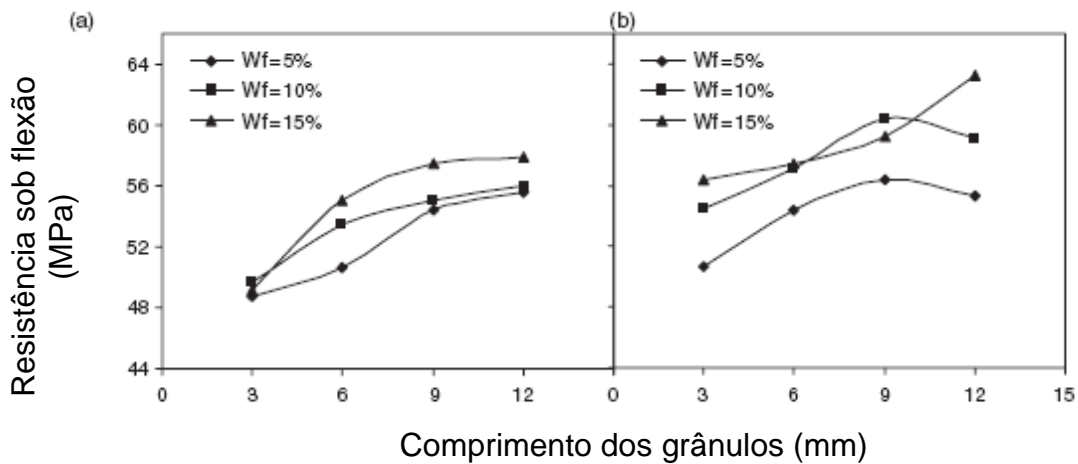 (a)
(b)
Resistência sob flexão
(MPa)
64
60
56
52
48
44
Wf=5%
Wf=10%
Wf=15%
Wf=5%
Wf=10%
Wf=15%
0 3 6 9 12 0 3 6 9 12 15
Comprimento dos grânulos (mm)